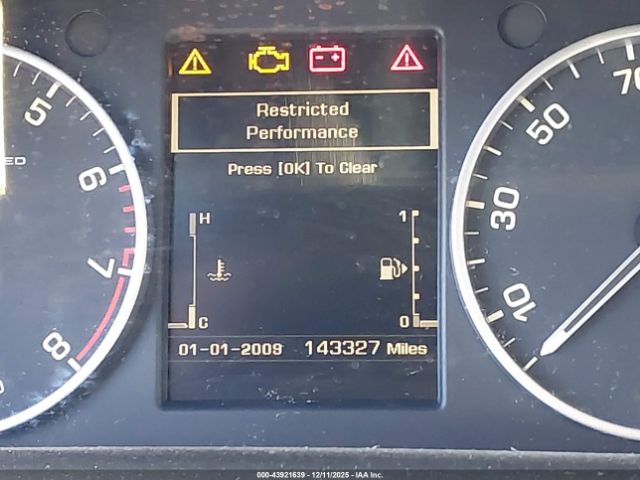 Restricted
Performance
Press [OK] To Clear
H
1
C
0
01-01-2009 143327 Miles
5
6
7
8
ED
10
30
50
70
000-43921639 - 12/11/2025 - IAA Inc.